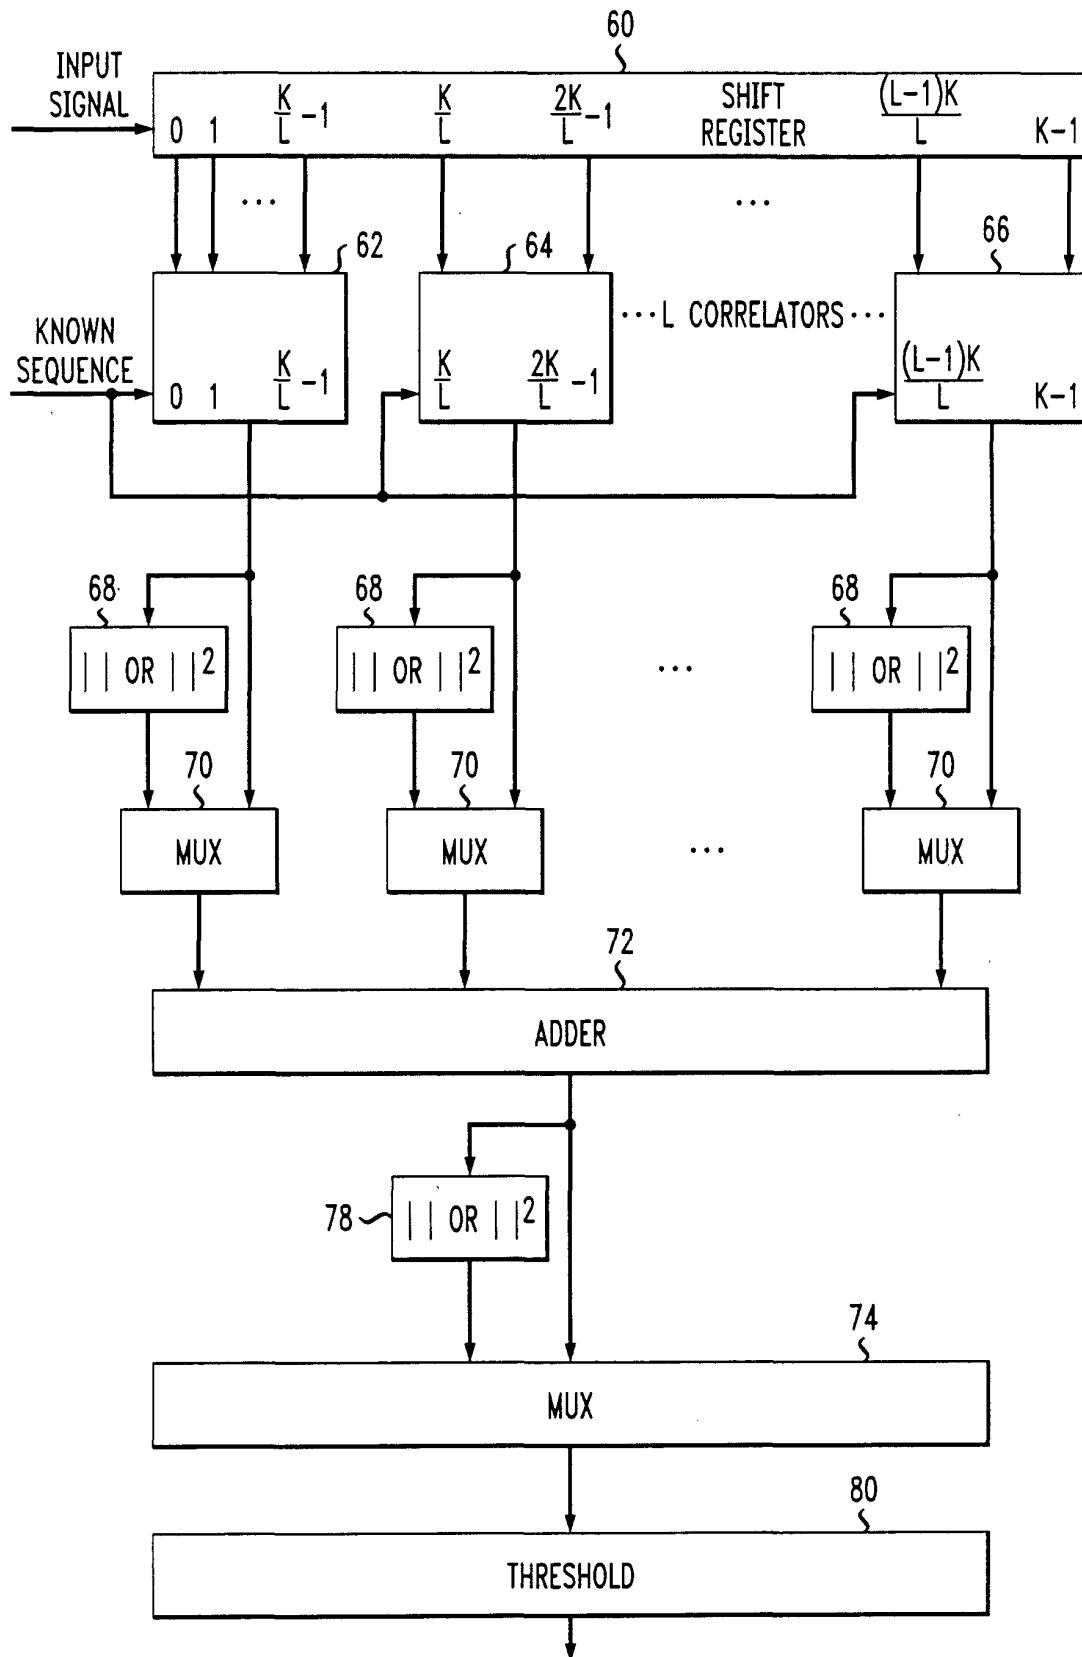 60
INPUT SIGNAL
0 1 K/L -1 K/L 2K/L -1 SHIFT REGISTER (L-1)K/L K-1
... ... ...
62 64 66
...L CORRELATORS...
KNOWN SEQUENCE
0 1 K/L -1 K/L 2K/L -1 (L-1)K/L K-1
68 68 68
| | OR | |² | | OR | |² ... | | OR | |²
70 70 70
MUX MUX ... MUX
72
ADDER
78 | | OR | |²
74
MUX
80
THRESHOLD